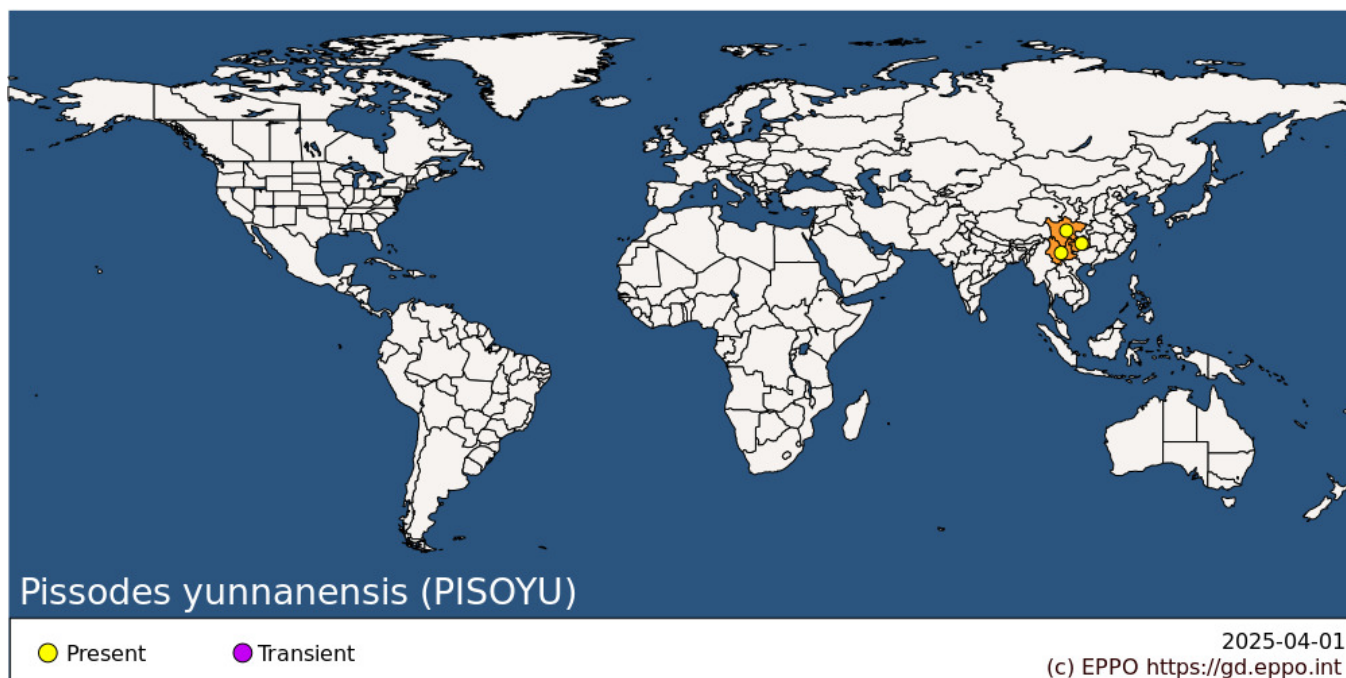 Pissodes yunnanensis (PISOYU)
Present
Transient
2025-04-01
(c) EPPO https://gd.eppo.int